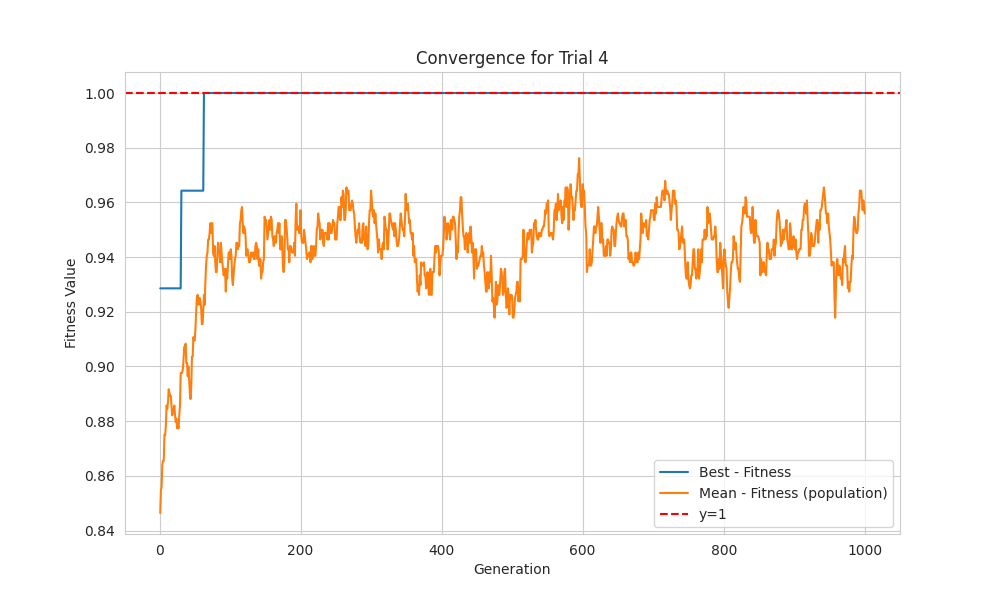 Convergence for Trial 4
Fitness Value
1.00
0.98
0.96
0.94
0.92
0.90
0.88
0.86
0.84
0 200 400 600 800 1000
Generation
Best - Fitness
Mean - Fitness (population)
y=1